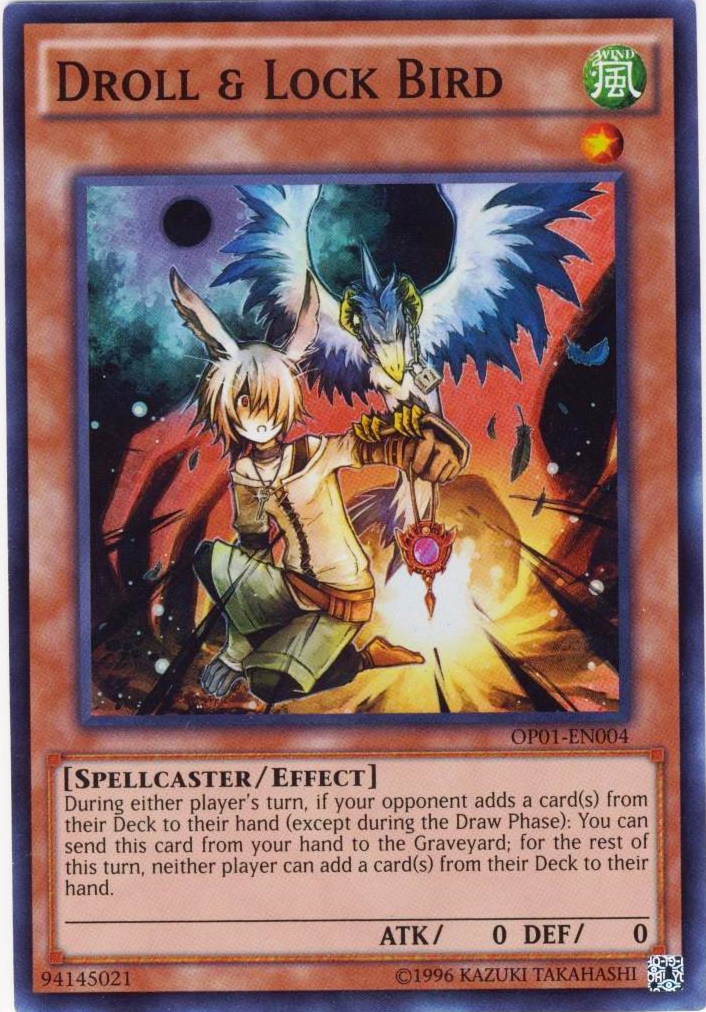 DROLL & LOCK BIRD
WIND
風
OP01-EN004
[SPELLCASTER/EFFECT]
During either player's turn, if your opponent adds a card(s) from
their Deck to their hand (except during the Draw Phase): You can
send this card from your hand to the Graveyard; for the rest of
this turn, neither player can add a card(s) from their Deck to their
hand.
ATK/ 0 DEF/ 0
94145021 ©1996 KAZUKI TAKAHASHI